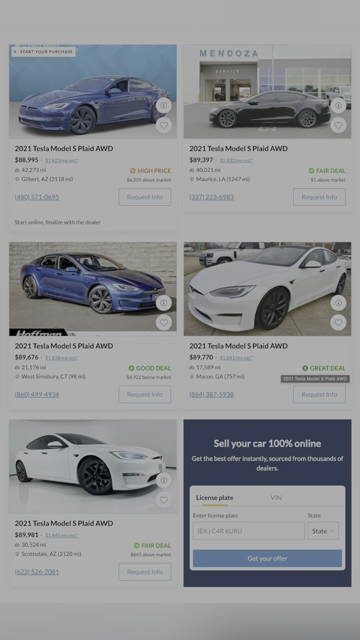 START YOUR PURCHASE
2021 Tesla Model S Plaid AWD
$88,995
42,273 mi
HIGH PRICE
Gilbert, AZ (2118 mi)
$6,505 above market
(480) 571-0695
Request Info
Start online, finalize with the dealer
MENDOZA
SERVICE
2021 Tesla Model S Plaid AWD
$89,397
40,021 mi
FAIR DEAL
Maurice, LA (1247 mi)
$1 above market
(337) 223-6983
Request Info
Hoffman
2021 Tesla Model S Plaid AWD
$89,676
21,176 mi
GOOD DEAL
West Simsbury, CT (98 mi)
$4,922 below market
(860) 499-4934
Request Info
2021 Tesla Model S Plaid AWD
$89,770
17,589 mi
GREAT DEAL
Macon, GA (757 mi)
2021 Tesla Model S Plaid AWD
(864) 387-5938
Request Info
2021 Tesla Model S Plaid AWD
$89,981
30,524 mi
FAIR DEAL
Scottsdale, AZ (2120 mi)
$865 above market
(623) 526-2081
Request Info
Sell your car 100% online
Get the best offer instantly, sourced from thousands of
dealers.
License plate
VIN
Enter license plate
State
(EX.) C4R 6URU
State
Get your offer